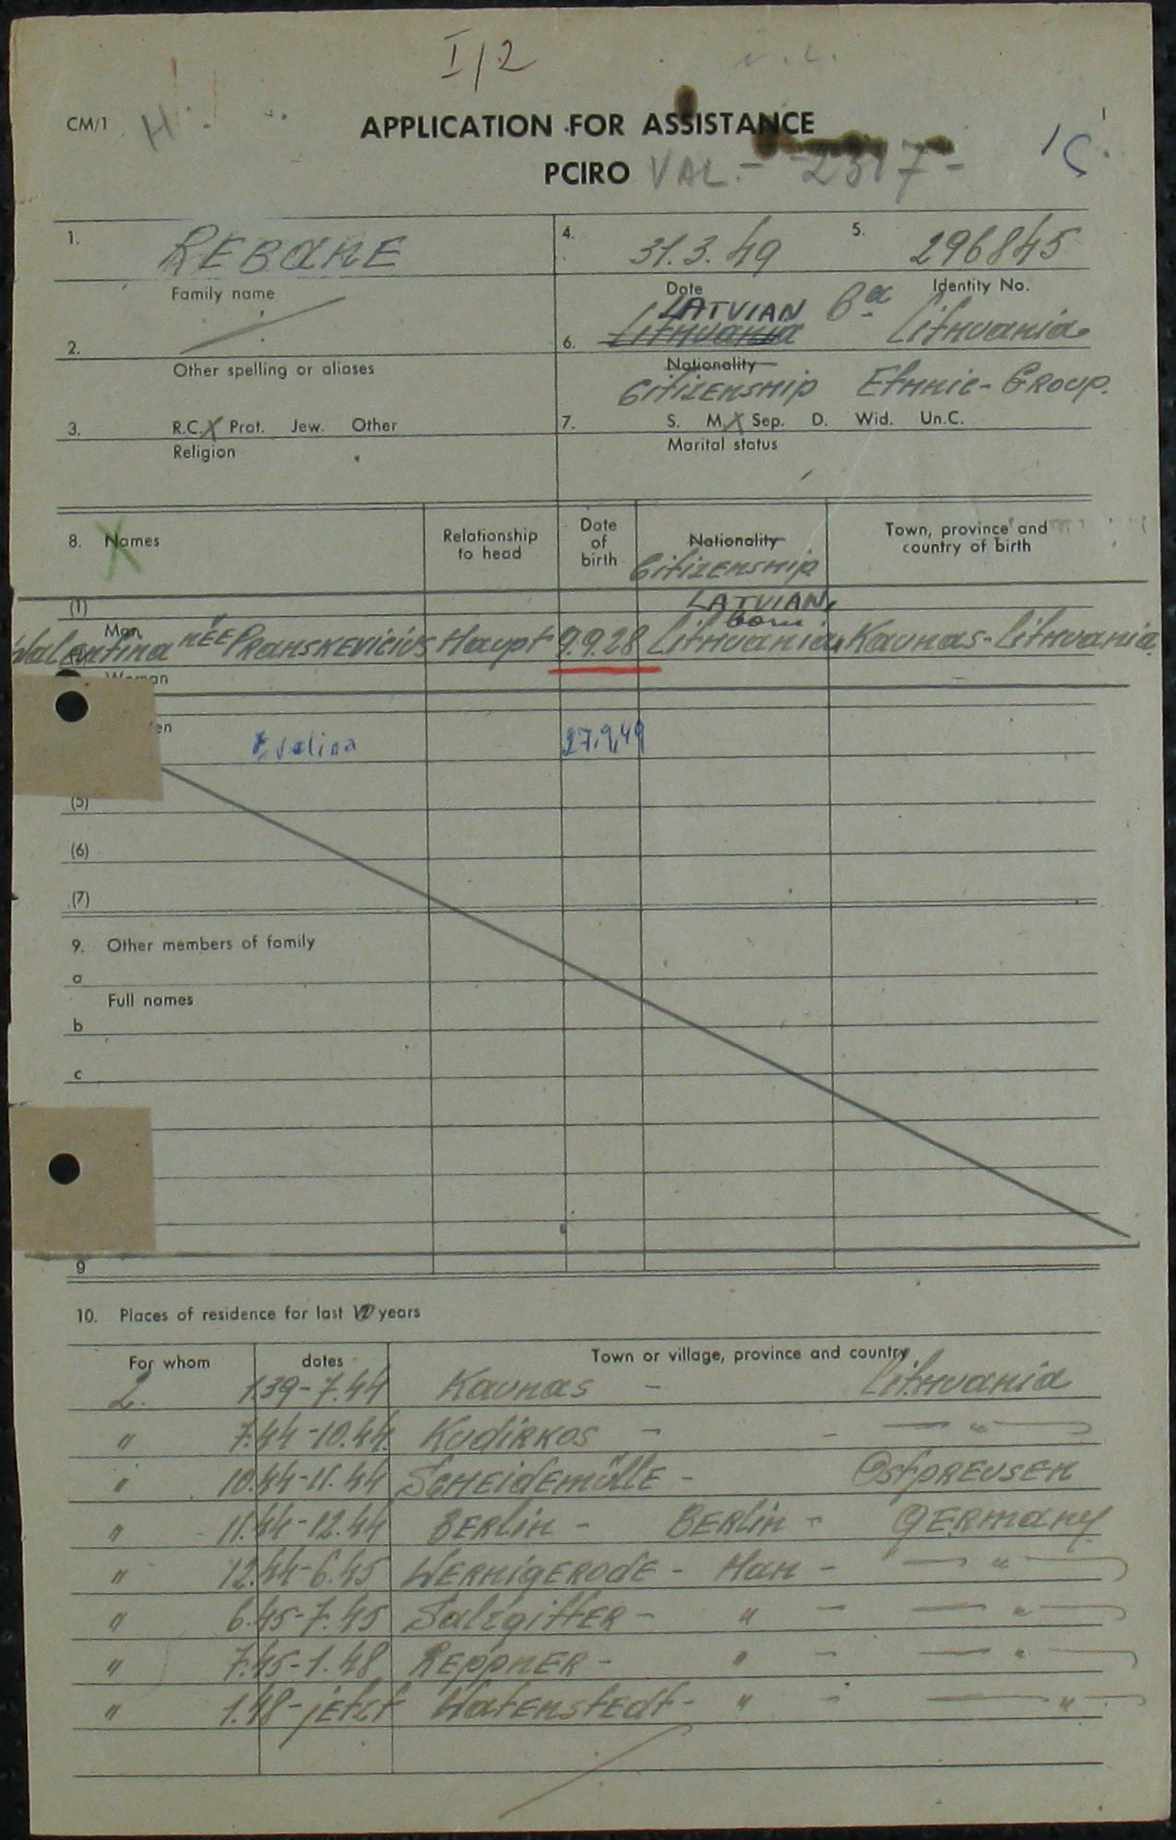 I/2
CM/1 H
APPLICATION FOR ASSISTANCE
PCIRO VAL.- -2317-
1. REBANE
Family name
4. 31.3.49
Date
5. 296845
Identity No.
2.
Other spelling or aliases
LATVIAN
6. Lithuania Lithuania
Nationality
Citizenship Ethnic-Group.
3. R.C. X Prot. Jew. Other
Religion
7. S. M. X Sep. D. Wid. Un.C.
Marital status
8. Names
Relationship to head
Date of birth
Nationality
Citizenship
Town, province and country of birth
(1)
Man
LATVIAN,
born
Walentina née Pranskevicius Haupt 9.9.28 Lithuania Kaunas-Lithuania
Woman
en
Evelina 27.9.49
(5)
(6)
(7)
9. Other members of family
a
Full names
b
c
9
10. Places of residence for last 12 years
For whom dates Town or village, province and country
2. 1.39-7.44 Kaunas - Lithuania
" 7.44-10.44. Kudirkos - - — " —
" 10.44-11.44 Scheidemülle - Ostpreusen
" 11.44-12.44 Berlin - Berlin - Germany
" 12.44-6.45 Wernigerode - Han - — " —
" 6.45-7.45 Salzgitter - " - — " —
" 7.45-1.48 Reppner - " - — " —
" 1.48-jetzt Watenstedt - " - — " —